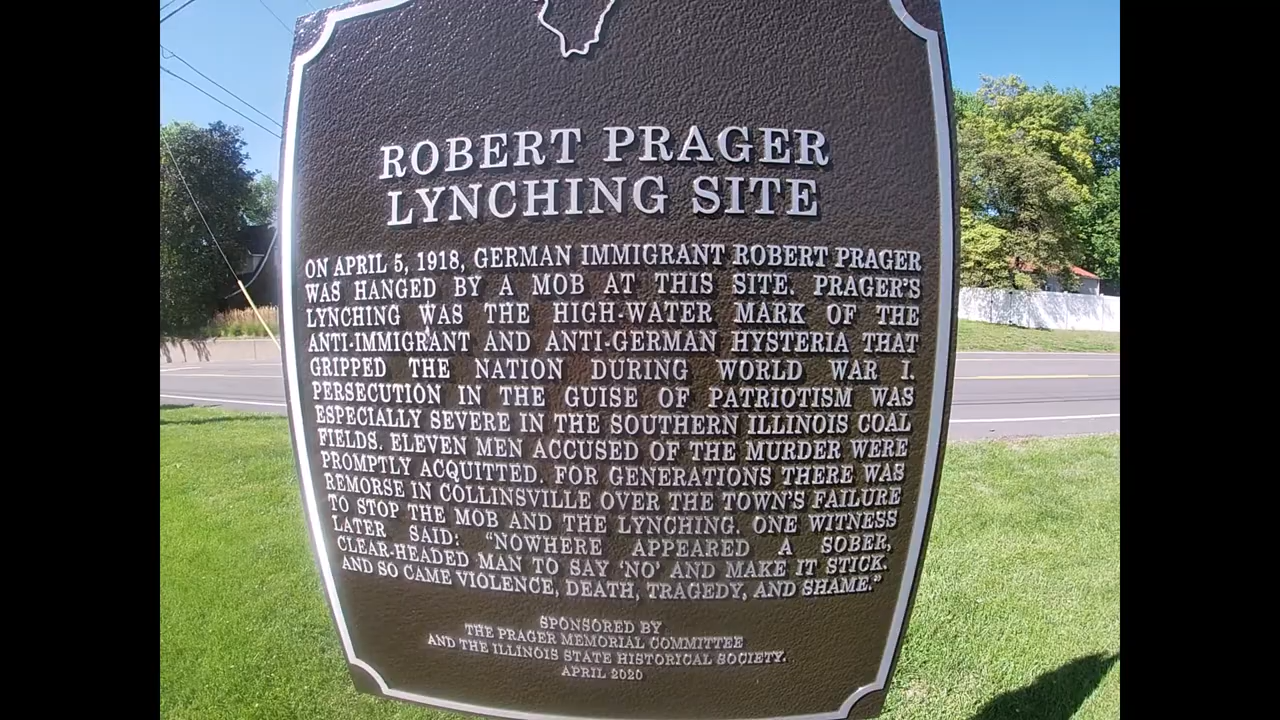 ROBERT PRAGER
LYNCHING SITE
ON APRIL 5, 1918, GERMAN IMMIGRANT ROBERT PRAGER
WAS HANGED BY A MOB AT THIS SITE. PRAGER'S
LYNCHING WAS THE HIGH-WATER MARK OF THE
ANTI-IMMIGRANT AND ANTI-GERMAN HYSTERIA THAT
GRIPPED THE NATION DURING WORLD WAR I.
PERSECUTION IN THE GUISE OF PATRIOTISM WAS
ESPECIALLY SEVERE IN THE SOUTHERN ILLINOIS COAL
FIELDS. ELEVEN MEN ACCUSED OF THE MURDER WERE
PROMPTLY ACQUITTED. FOR GENERATIONS THERE WAS
REMORSE IN COLLINSVILLE OVER THE TOWN'S FAILURE
TO STOP THE MOB AND THE LYNCHING. ONE WITNESS
LATER SAID: "NOWHERE APPEARED A SOBER,
CLEAR-HEADED MAN TO SAY 'NO' AND MAKE IT STICK.
AND SO CAME VIOLENCE, DEATH, TRAGEDY, AND SHAME."
SPONSORED BY
THE PRAGER MEMORIAL COMMITTEE
AND THE ILLINOIS STATE HISTORICAL SOCIETY.
APRIL 2020